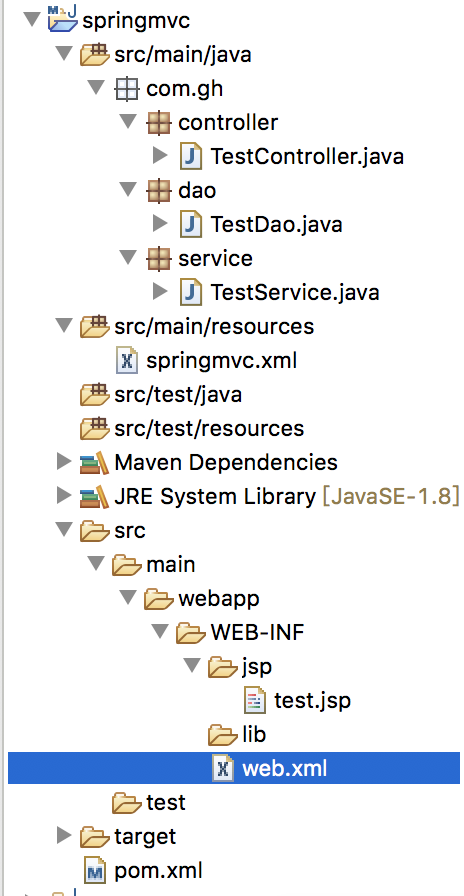 springmvc
src/main/java
com.gh
controller
TestController.java
dao
TestDao.java
service
TestService.java
src/main/resources
springmvc.xml
src/test/java
src/test/resources
Maven Dependencies
JRE System Library [JavaSE-1.8]
src
main
webapp
WEB-INF
jsp
test.jsp
lib
web.xml
test
target
pom.xml